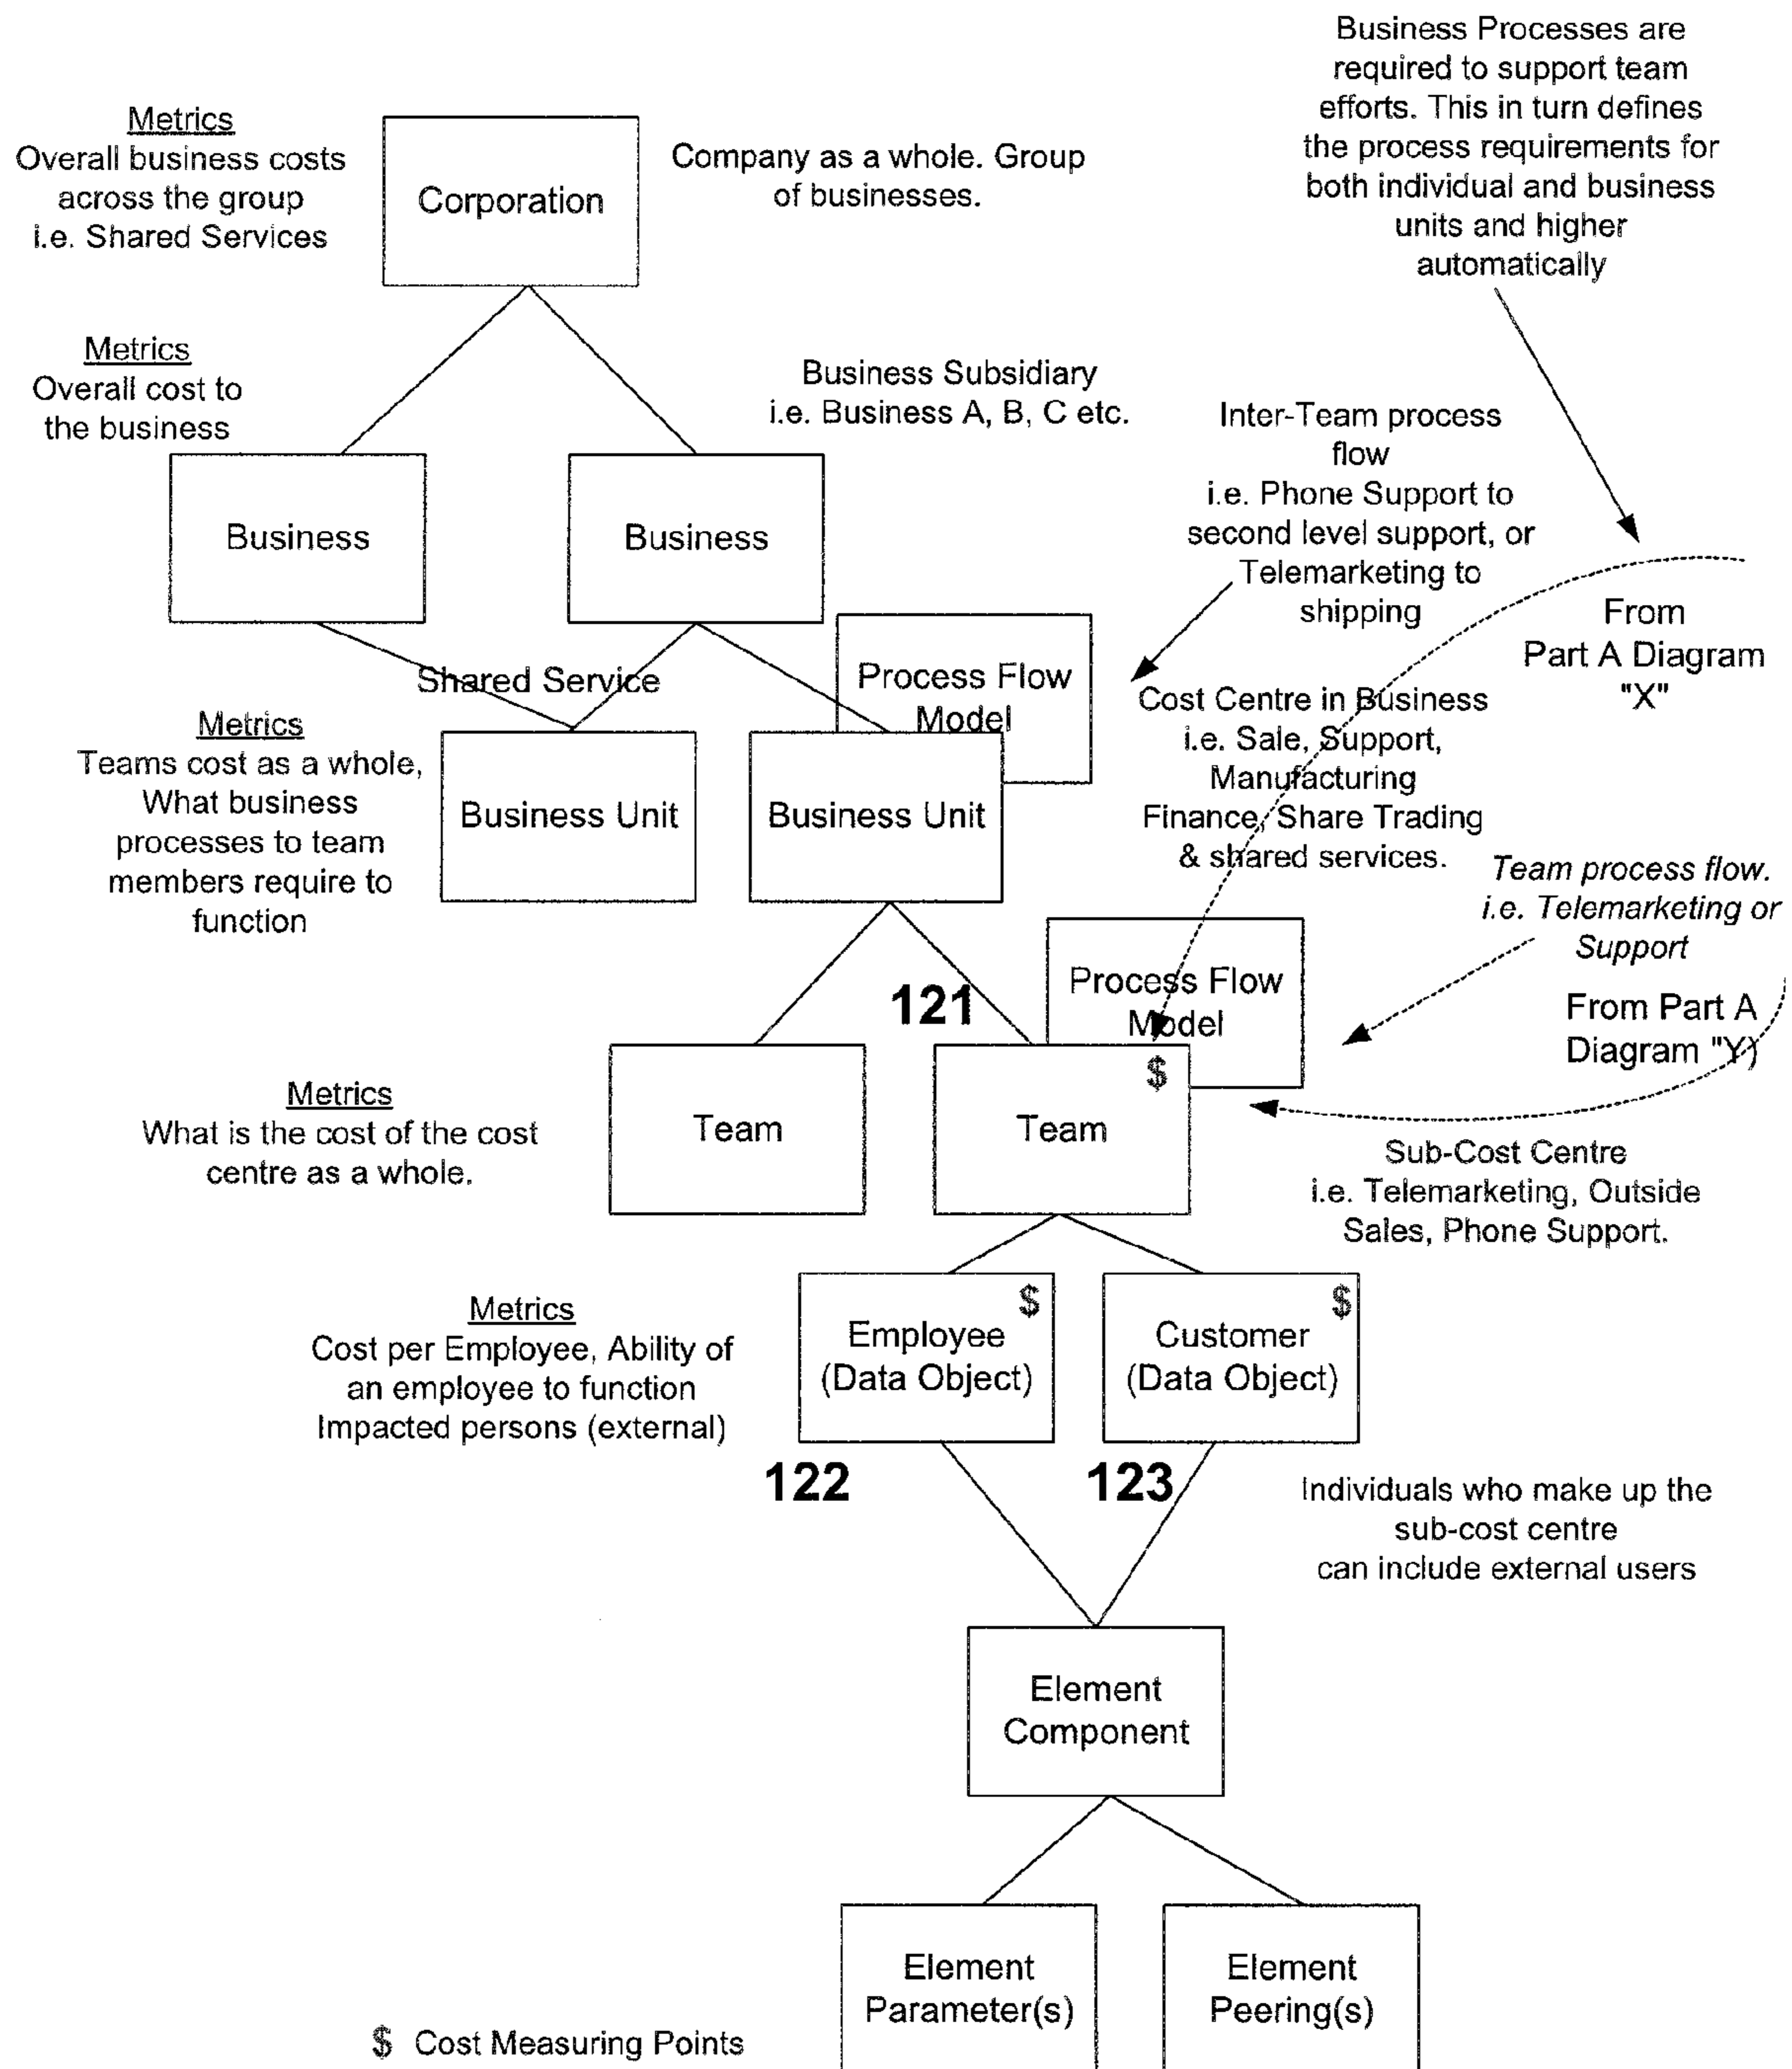 Business Processes are
required to support team
efforts. This in turn defines
the process requirements for
both individual and business
units and higher
automatically
Metrics
Overall business costs
across the group
i.e. Shared Services
Corporation
Company as a whole. Group
of businesses.
Metrics
Overall cost to
the business
Business Subsidiary
i.e. Business A, B, C etc.
Inter-Team process
flow
i.e. Phone Support to
second level support, or
Telemarketing to
shipping
Business
Business
From
Part A Diagram
"X"
Shared Service
Process Flow
Model
Cost Centre in Business
i.e. Sale, Support,
Manufacturing
Finance, Share Trading
& shared services.
Metrics
Teams cost as a whole,
What business
processes to team
members require to
function
Business Unit
Business Unit
Team process flow.
i.e. Telemarketing or
Support
121
Process Flow
Model
From Part A
Diagram "Y)
Metrics
What is the cost of the cost
centre as a whole.
Team
$
Team
Sub-Cost Centre
i.e. Telemarketing, Outside
Sales, Phone Support.
Metrics
Cost per Employee, Ability of
an employee to function
Impacted persons (external)
$
Employee
(Data Object)
$
Customer
(Data Object)
122
123
Individuals who make up the
sub-cost centre
can include external users
Element
Component
Element
Parameter(s)
Element
Peering(s)
$ Cost Measuring Points